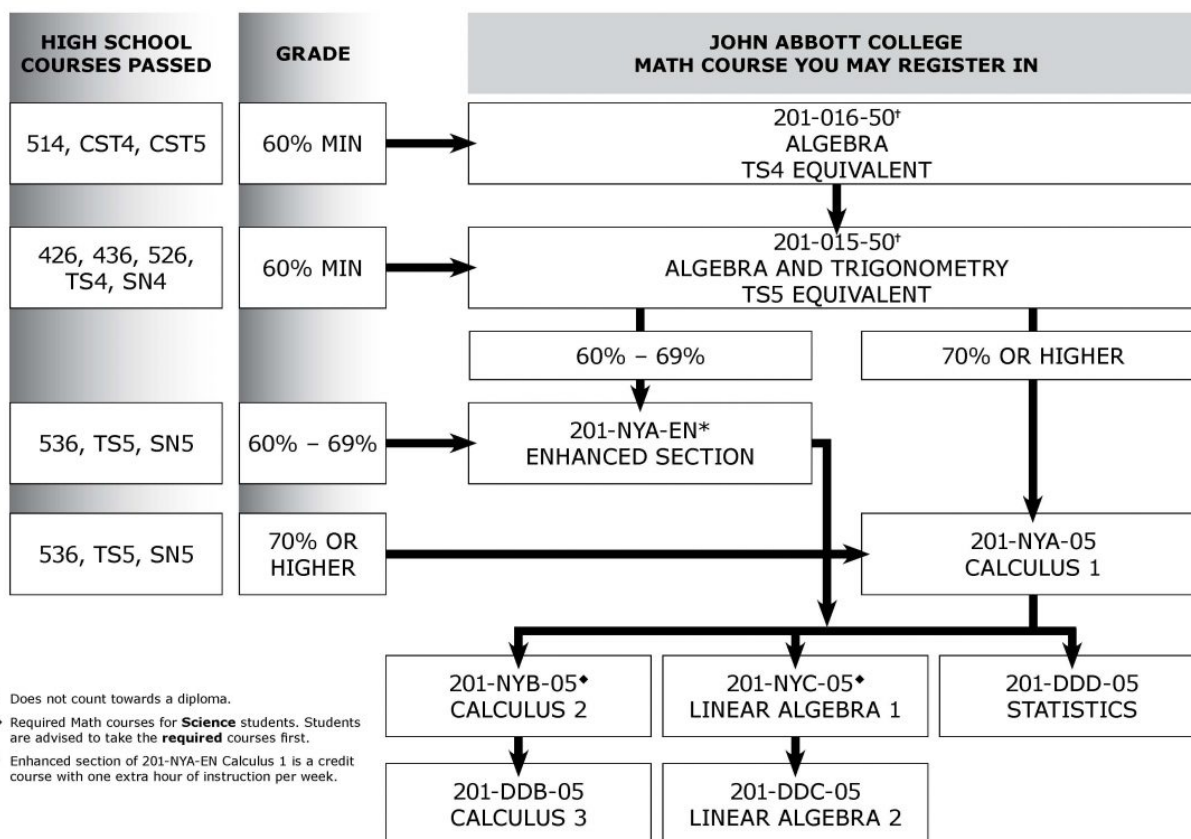 HIGH SCHOOL
COURSES PASSED
GRADE
JOHN ABBOTT COLLEGE
MATH COURSE YOU MAY REGISTER IN
514, CST4, CST5
60% MIN
201-016-50†
ALGEBRA
TS4 EQUIVALENT
426, 436, 526,
TS4, SN4
60% MIN
201-015-50†
ALGEBRA AND TRIGONOMETRY
TS5 EQUIVALENT
60% – 69%
70% OR HIGHER
536, TS5, SN5
60% – 69%
201-NYA-EN*
ENHANCED SECTION
536, TS5, SN5
70% OR
HIGHER
201-NYA-05
CALCULUS 1
201-NYB-05◆
CALCULUS 2
201-NYC-05◆
LINEAR ALGEBRA 1
201-DDD-05
STATISTICS
201-DDB-05
CALCULUS 3
201-DDC-05
LINEAR ALGEBRA 2
Does not count towards a diploma.
◆ Required Math courses for Science students. Students
are advised to take the required courses first.
Enhanced section of 201-NYA-EN Calculus 1 is a credit
course with one extra hour of instruction per week.